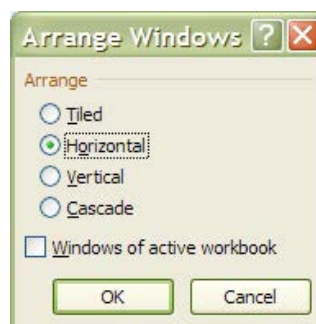 Arrange Windows
Arrange
Tiled
Horizontal
Vertical
Cascade
Windows of active workbook
OK Cancel